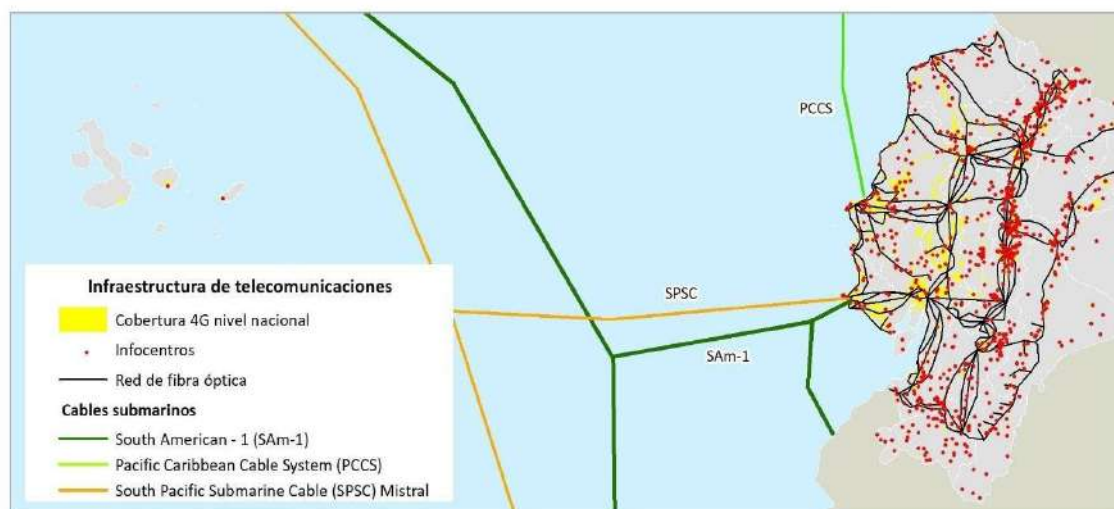 PCCS
SPSC
SAm-1
Infraestructura de telecomunicaciones
Cobertura 4G nivel nacional
Infocentros
Red de fibra óptica
Cables submarinos
South American - 1 (SAm-1)
Pacific Caribbean Cable System (PCCS)
South Pacific Submarine Cable (SPSC) Mistral